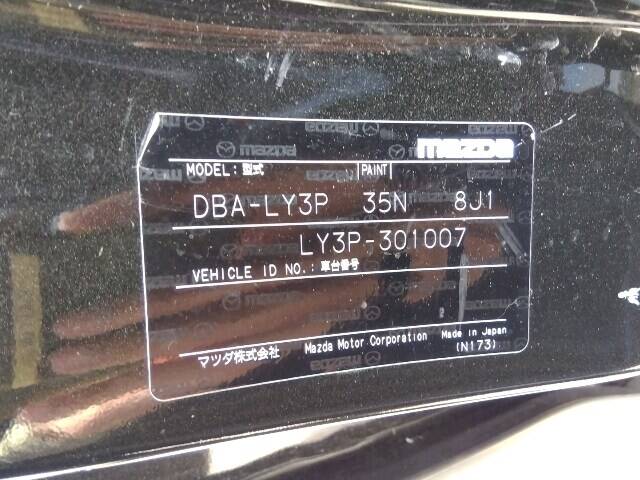 mazda
MODEL:型式 PAINT
DBA-LY3P 35N 8J1
LY3P-301007
VEHICLE ID NO.:車台番号
マツダ株式会社 Mazda Motor Corporation Made in Japan
(N173)